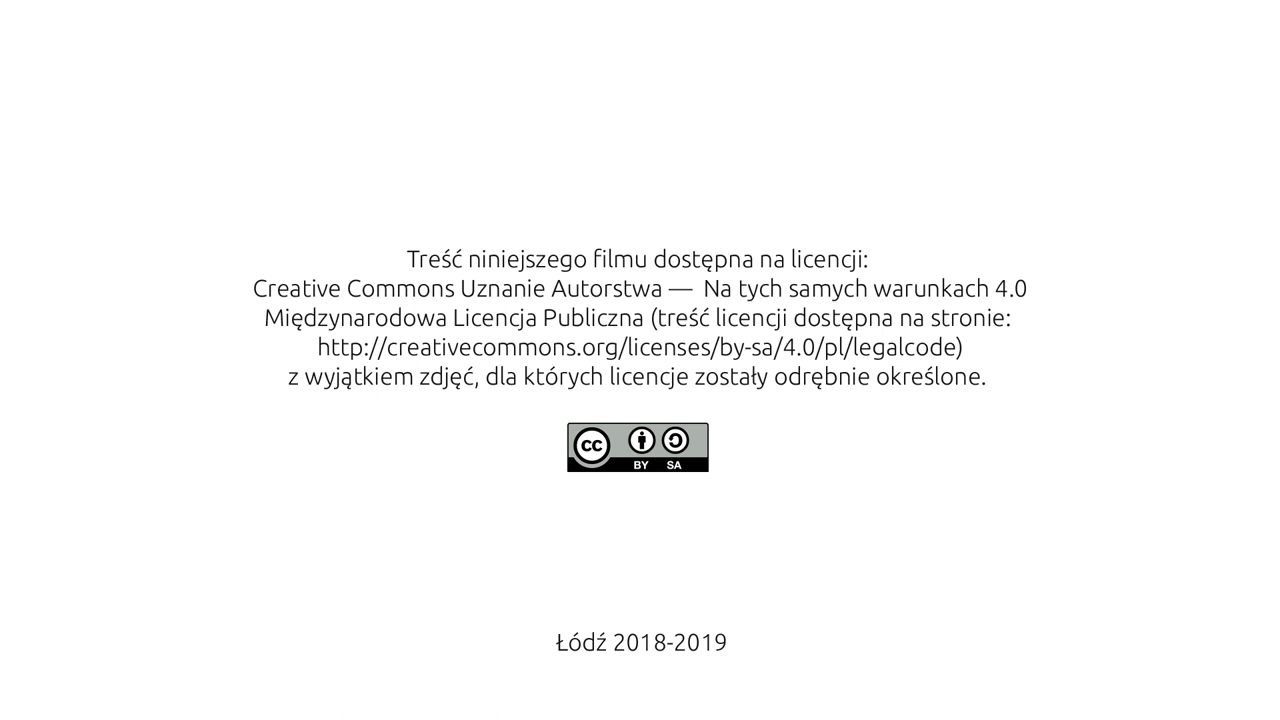 Treść niniejszego filmu dostępna na licencji:
Creative Commons Uznanie Autorstwa — Na tych samych warunkach 4.0
Międzynarodowa Licencja Publiczna (treść licencji dostępna na stronie:
http://creativecommons.org/licenses/by-sa/4.0/pl/legalcode)
z wyjątkiem zdjęć, dla których licencje zostały odrębnie określone.
cc
BY SA
Łódź 2018-2019